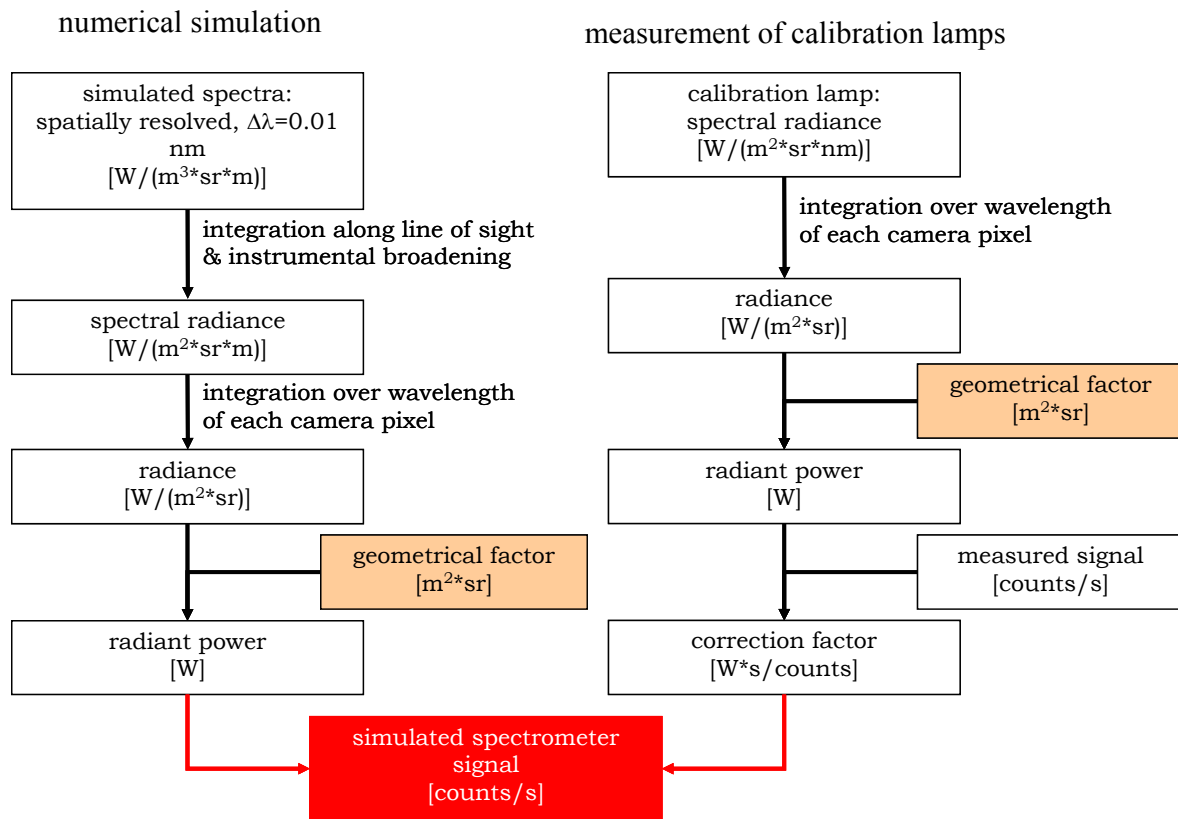 numerical simulation
measurement of calibration lamps
simulated spectra:
spatially resolved, Δλ=0.01
nm
[W/(m³*sr*m)]
integration along line of sight
& instrumental broadening
spectral radiance
[W/(m²*sr*m)]
integration over wavelength
of each camera pixel
radiance
[W/(m²*sr)]
geometrical factor
[m²*sr]
radiant power
[W]
calibration lamp:
spectral radiance
[W/(m²*sr*nm)]
integration over wavelength
of each camera pixel
radiance
[W/(m²*sr)]
geometrical factor
[m²*sr]
radiant power
[W]
measured signal
[counts/s]
correction factor
[W*s/counts]
simulated spectrometer
signal
[counts/s]